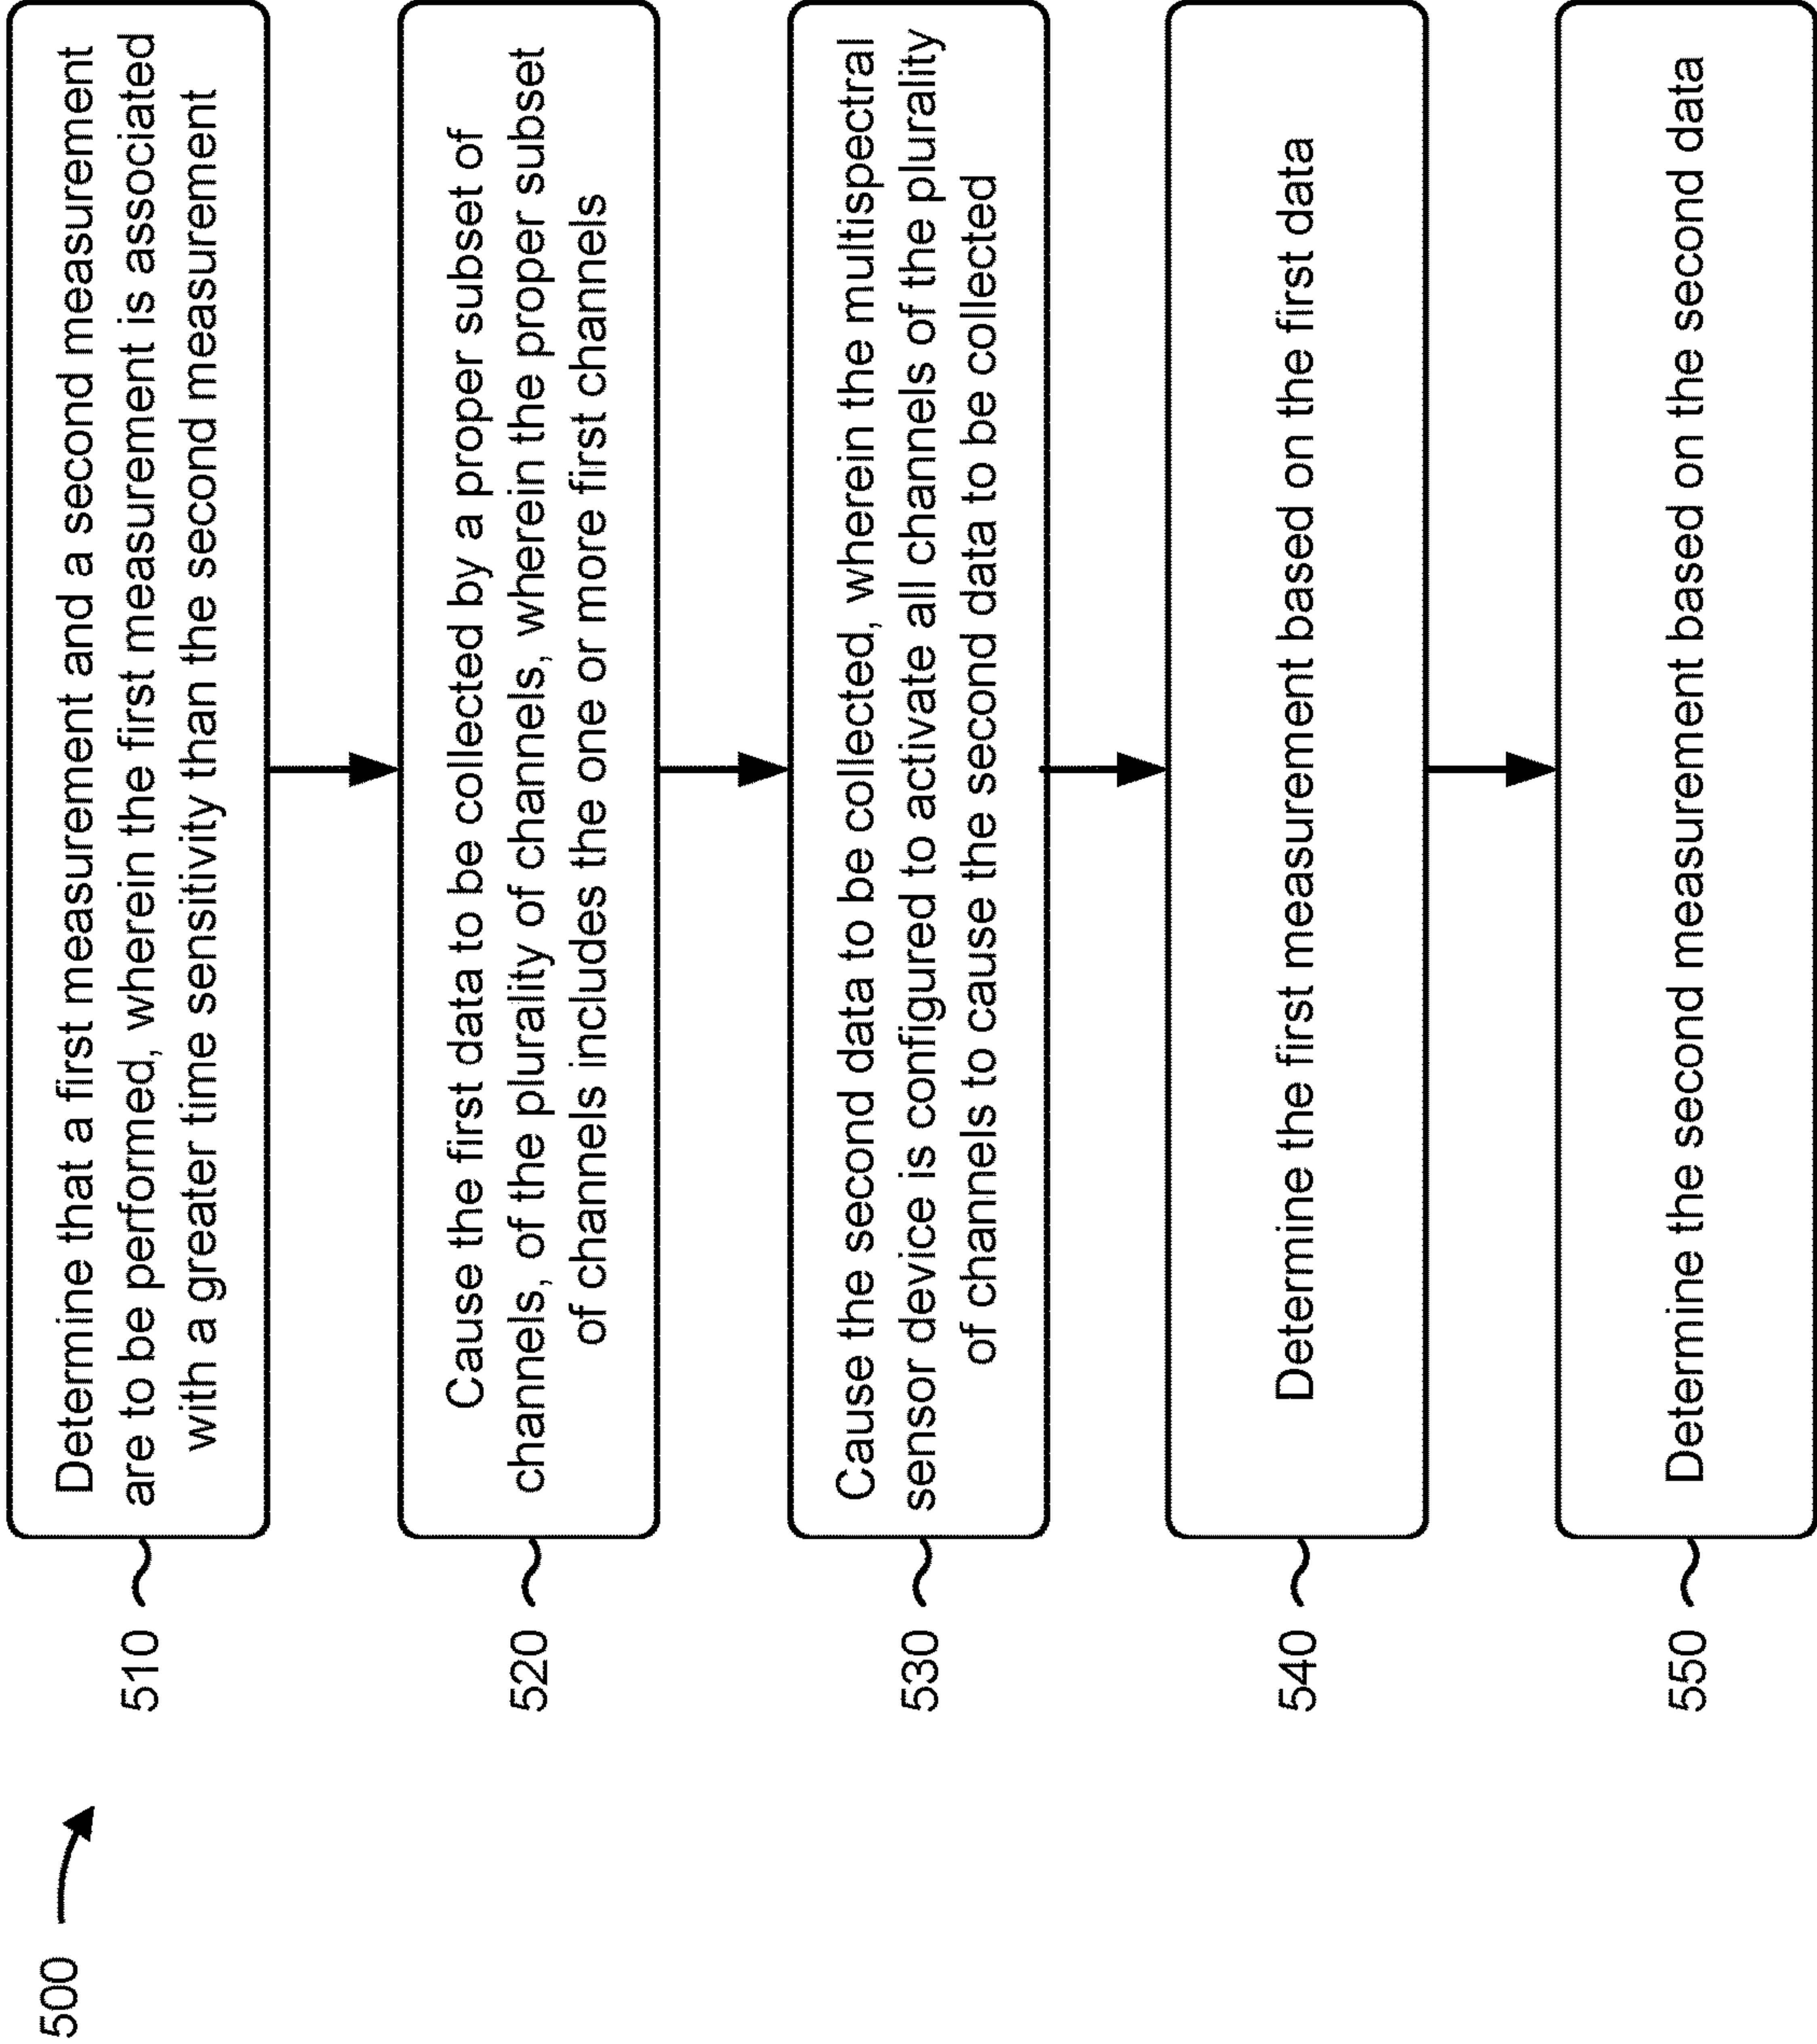 500
510
Determine that a first measurement and a second measurement
are to be performed, wherein the first measurement is associated
with a greater time sensitivity than the second measurement
520
Cause the first data to be collected by a proper subset of
channels, of the plurality of channels, wherein the proper subset
of channels includes the one or more first channels
530
Cause the second data to be collected, wherein the multispectral
sensor device is configured to activate all channels of the plurality
of channels to cause the second data to be collected
540
Determine the first measurement based on the first data
550
Determine the second measurement based on the second data